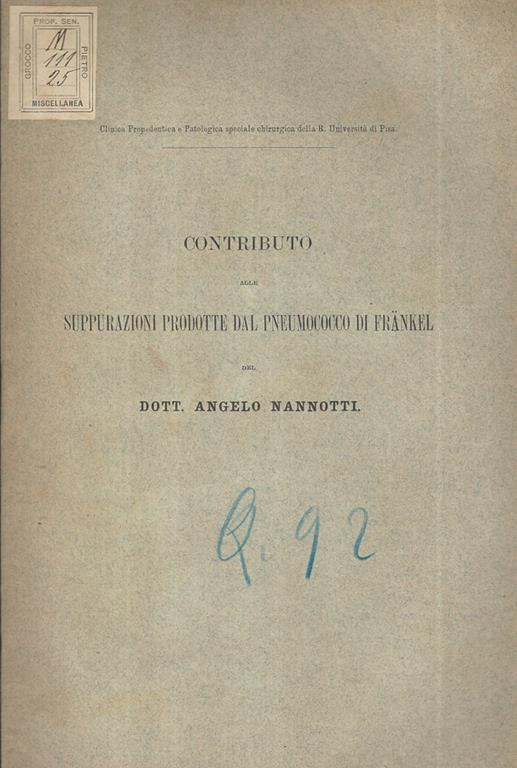 PROF. SEN.
GROCCO
M
111
25
PIETRO
MISCELLANEA
Clinica Propedeutica e Patologica speciale chirurgica della R. Università di Pisa.
CONTRIBUTO
ALLE
SUPPURAZIONI PRODOTTE DAL PNEUMOCOCCO DI FRÄNKEL
DEL
DOTT. ANGELO NANNOTTI.
Q. 92